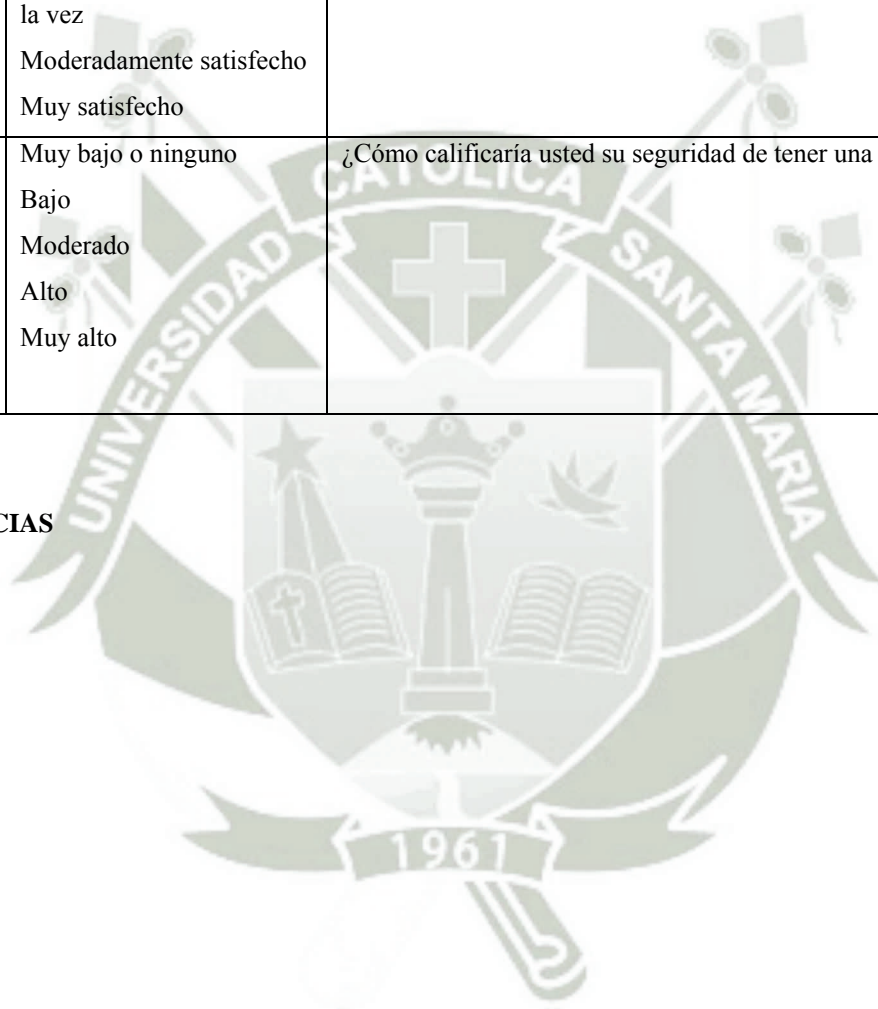 la vez
Moderadamente satisfecho
Muy satisfecho
Muy bajo o ninguno
Bajo
Moderado
Alto
Muy alto
¿Cómo calificaría usted su seguridad de tener una
CIAS
UNIVERSIDAD CATOLICA SANTA MARIA
1961